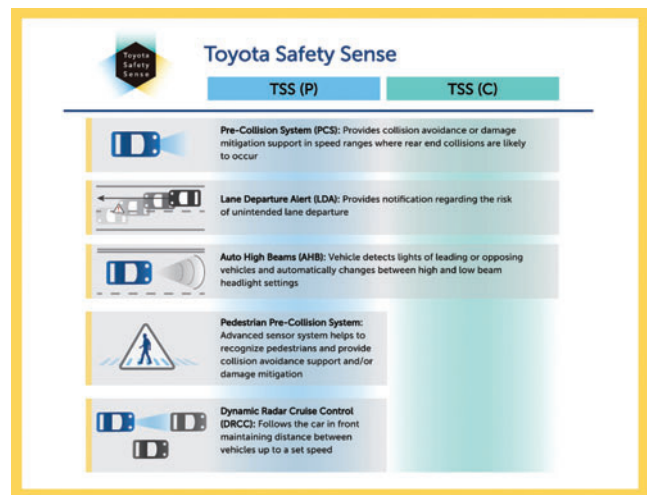 Toyota
Safety
Sense
Toyota Safety Sense
TSS (P)
TSS (C)
Pre-Collision System (PCS): Provides collision avoidance or damage
mitigation support in speed ranges where rear end collisions are likely
to occur
Lane Departure Alert (LDA): Provides notification regarding the risk
of unintended lane departure
Auto High Beams (AHB): Vehicle detects lights of leading or opposing
vehicles and automatically changes between high and low beam
headlight settings
Pedestrian Pre-Collision System:
Advanced sensor system helps to
recognize pedestrians and provide
collision avoidance support and/or
damage mitigation
Dynamic Radar Cruise Control
(DRCC): Follows the car in front
maintaining distance between
vehicles up to a set speed